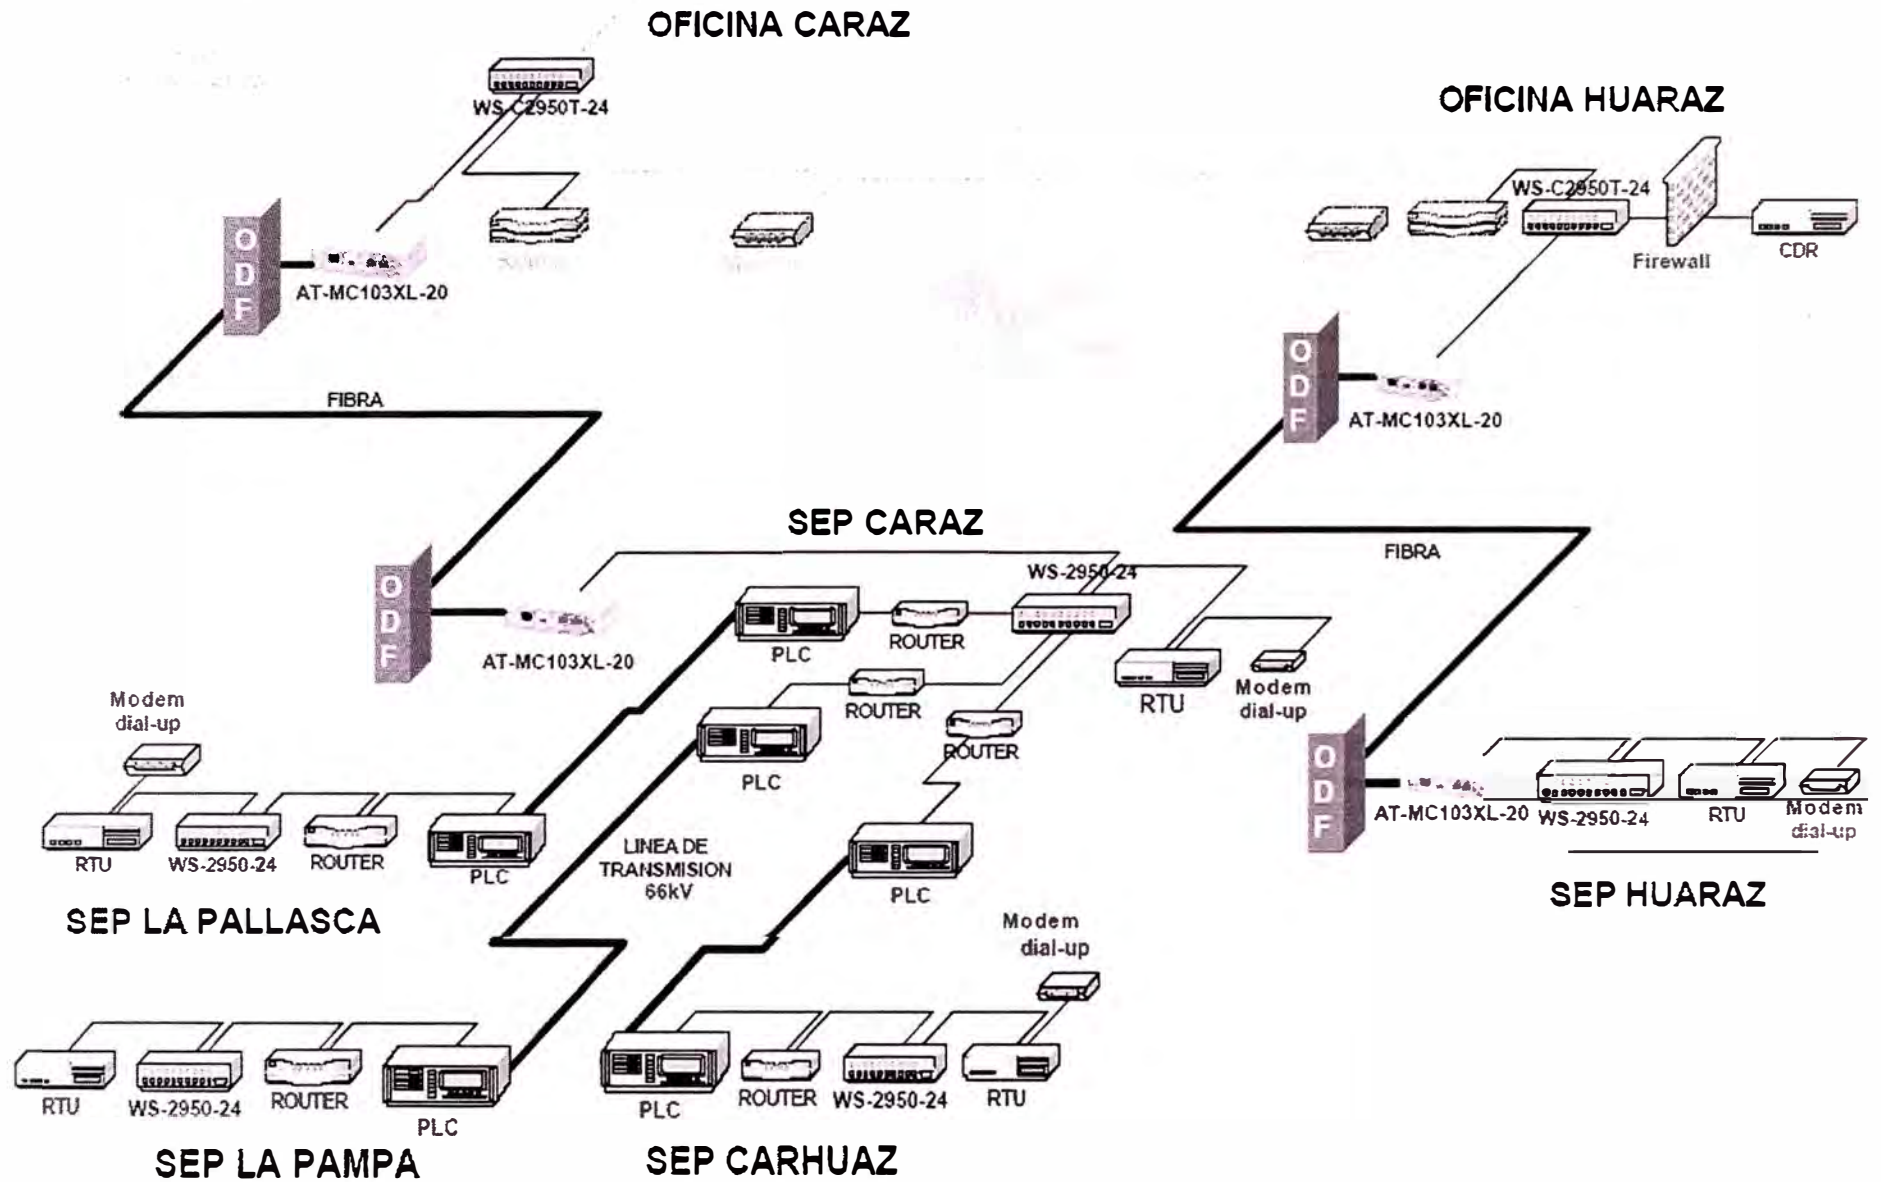 OFICINA CARAZ
WS-C2950T-24
ODF
AT-MC103XL-20
FIBRA
OFICINA HUARAZ
WS-C2950T-24
Firewall
CDR
ODF
AT-MC103XL-20
FIBRA
SEP CARAZ
ODF
AT-MC103XL-20
WS-2950-24
PLC
ROUTER
PLC
ROUTER
ROUTER
PLC
RTU
Modem
dial-up
LINEA DE
TRANSMISION
66kV
Modem
dial-up
RTU
WS-2950-24
ROUTER
PLC
SEP LA PALLASCA
ODF
AT-MC103XL-20
WS-2950-24
RTU
Modem
dial-up
SEP HUARAZ
RTU
WS-2950-24
ROUTER
PLC
SEP LA PAMPA
Modem
dial-up
PLC
ROUTER
WS-2950-24
RTU
SEP CARHUAZ